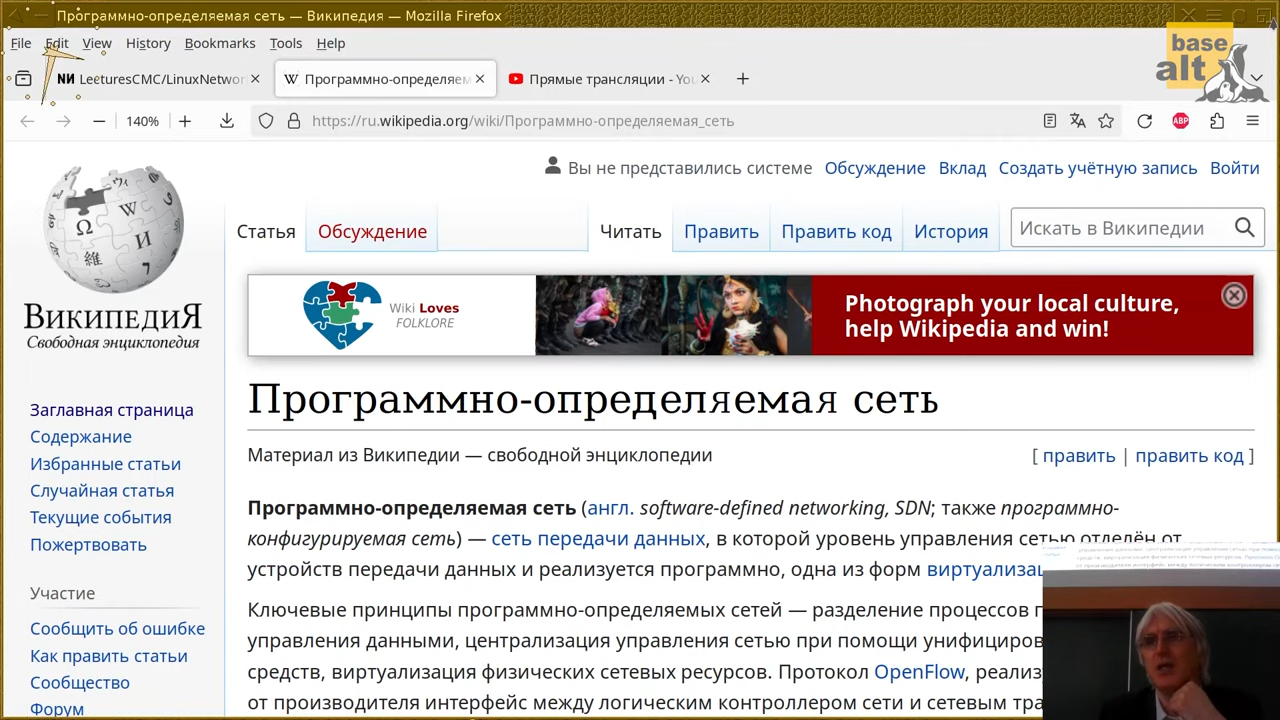 Программно-определяемая сеть — Википедия — Mozilla Firefox
File Edit View History Bookmarks Tools Help
base
alt
LecturesCMC/LinuxNetwor
Программно-определяем
Прямые трансляции - You
140%
https://ru.wikipedia.org/wiki/Программно-определяемая_сеть
ABP
Вы не представились системе Обсуждение Вклад Создать учётную запись Войти
Статья Обсуждение Читать Править Править код История Искать в Википедии
ВИКИПЕДИЯ
Свободная энциклопедия
Wiki Loves
FOLKLORE
Photograph your local culture,
help Wikipedia and win!
Программно-определяемая сеть
Материал из Википедии — свободной энциклопедии [ править | править код ]
Заглавная страница
Содержание
Избранные статьи
Случайная статья
Текущие события
Пожертвовать
Участие
Сообщить об ошибке
Как править статьи
Сообщество
Форум
Программно-определяемая сеть (англ. software-defined networking, SDN; также программно-
конфигурируемая сеть) — сеть передачи данных, в которой уровень управления сетью отделён от
устройств передачи данных и реализуется программно, одна из форм виртуализац
Ключевые принципы программно-определяемых сетей — разделение процессов п
управления данными, централизация управления сетью при помощи унифициров
средств, виртуализация физических сетевых ресурсов. Протокол OpenFlow, реализ
от производителя интерфейс между логическим контроллером сети и сетевым тра